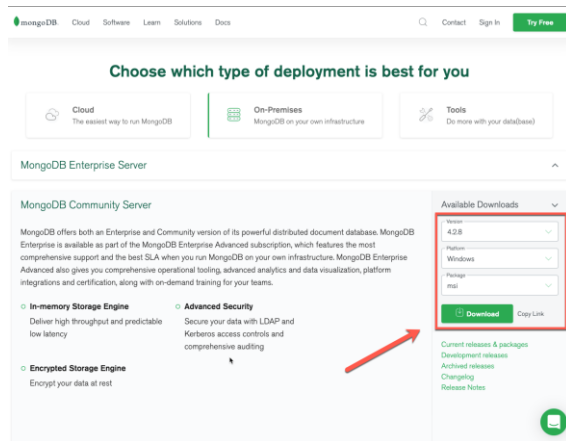 mongoDB. Cloud Software Learn Solutions Docs Contact Sign In Try Free
Choose which type of deployment is best for you
Cloud
The easiest way to run MongoDB
On-Premises
MongoDB on your own infrastructure
Tools
Do more with your data(base)
MongoDB Enterprise Server
MongoDB Community Server
MongoDB offers both an Enterprise and Community version of its powerful distributed document database. MongoDB
Enterprise is available as part of the MongoDB Enterprise Advanced subscription, which features the most
comprehensive support and the best SLA when you run MongoDB on your own infrastructure. MongoDB Enterprise
Advanced also gives you comprehensive operational tooling, advanced analytics and data visualization, platform
integrations and certification, along with on-demand training for your teams.
In-memory Storage Engine
Deliver high throughput and predictable
low latency
Advanced Security
Secure your data with LDAP and
Kerberos access controls and
comprehensive auditing
Encrypted Storage Engine
Encrypt your data at rest
Available Downloads
Version
4.2.8
Platform
Windows
Package
msi
Download Copy Link
Current releases & packages
Development releases
Archived releases
Changelog
Release Notes